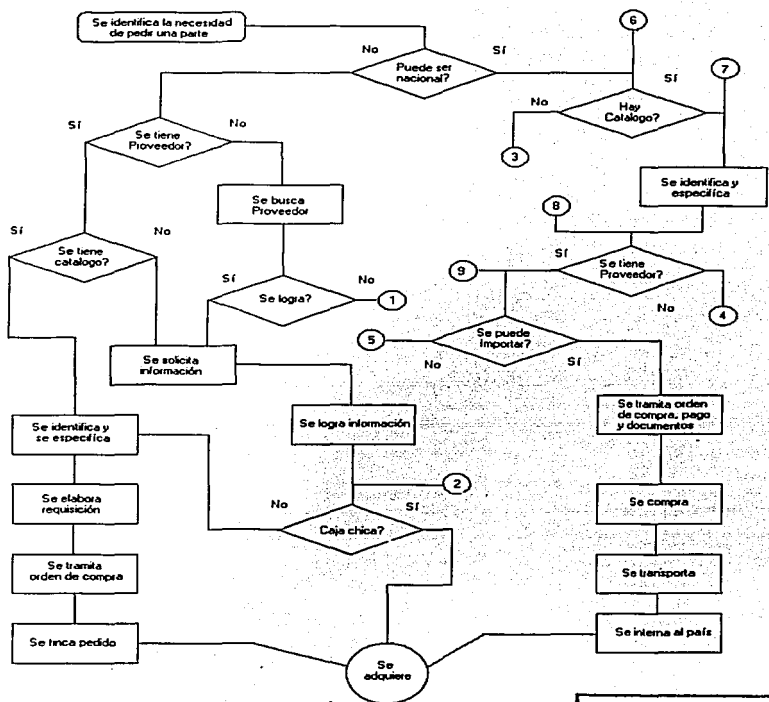 Se identifica la necesidad
de pedir una parte
6
No
Sí
Puede ser
nacional?
7
Sí
No
Hay
Catalogo?
Sí
No
Se tiene
Proveedor?
3
Se identifica y
especifíca
Se busca
Proveedor
8
Sí
No
Se tiene
catalogo?
Sí
Se tiene
Proveedor?
9
Sí
No
Se logra?
1
No
4
5
Se puede
Importar?
No
Sí
Se solicita
información
Se tramita orden
de compra, pago
y documentos
Se identifica y
se especifíca
Se logra información
2
No
Sí
Caja chica?
Se elabora
requisición
Se compra
Se tramita
orden de compra
Se transporta
Se finca pedido
Se interna al país
Se
adquiere